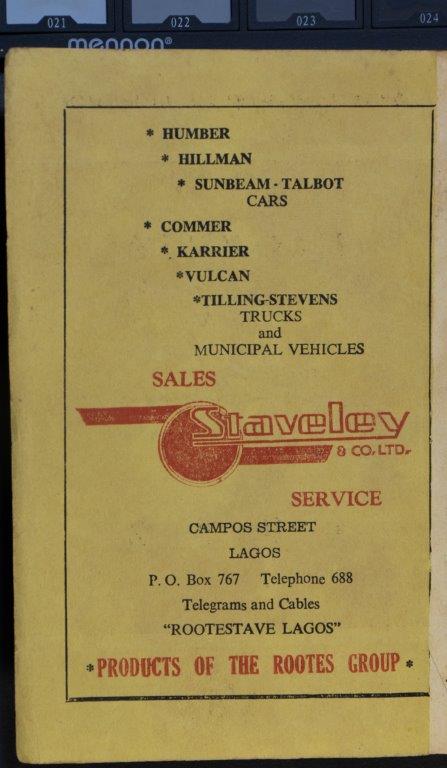 021 022 023 024
mennon®
* HUMBER
* HILLMAN
* SUNBEAM - TALBOT
CARS
* COMMER
* KARRIER
*VULCAN
*TILLING-STEVENS
TRUCKS
and
MUNICIPAL VEHICLES
SALES
Staveley
& CO. LTD.
SERVICE
CAMPOS STREET
LAGOS
P. O. Box 767 Telephone 688
Telegrams and Cables
"ROOTESTAVE LAGOS"
*PRODUCTS OF THE ROOTES GROUP*